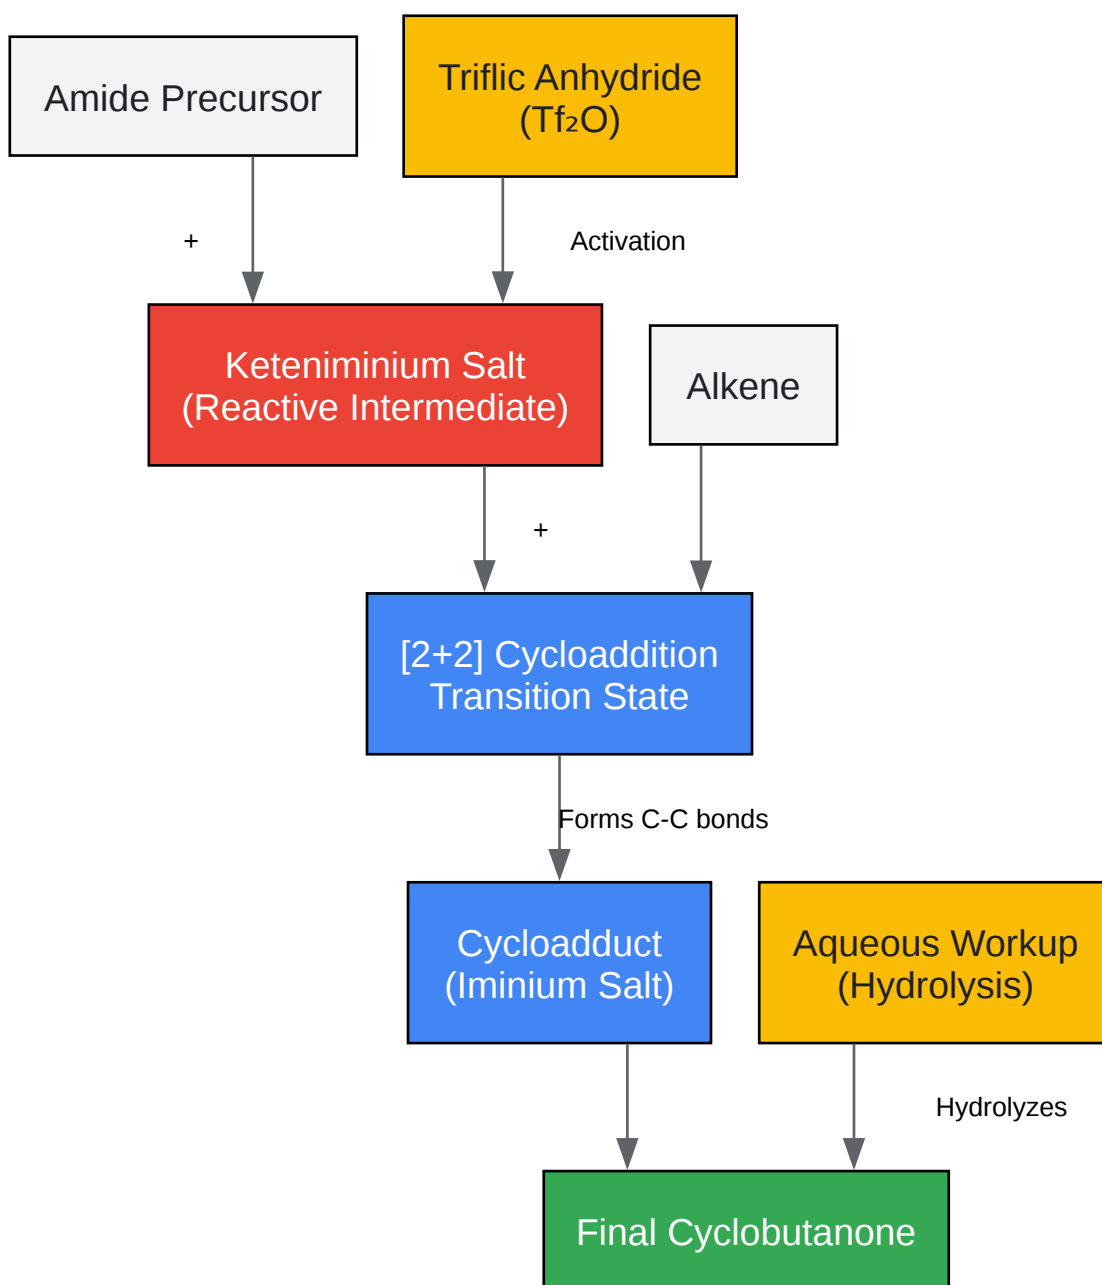 Amide Precursor
Triflic Anhydride
(Tf₂O)
+
Activation
Keteniminium Salt
(Reactive Intermediate)
Alkene
+
[2+2] Cycloaddition
Transition State
Forms C-C bonds
Cycloadduct
(Iminium Salt)
Aqueous Workup
(Hydrolysis)
Hydrolyzes
Final Cyclobutanone